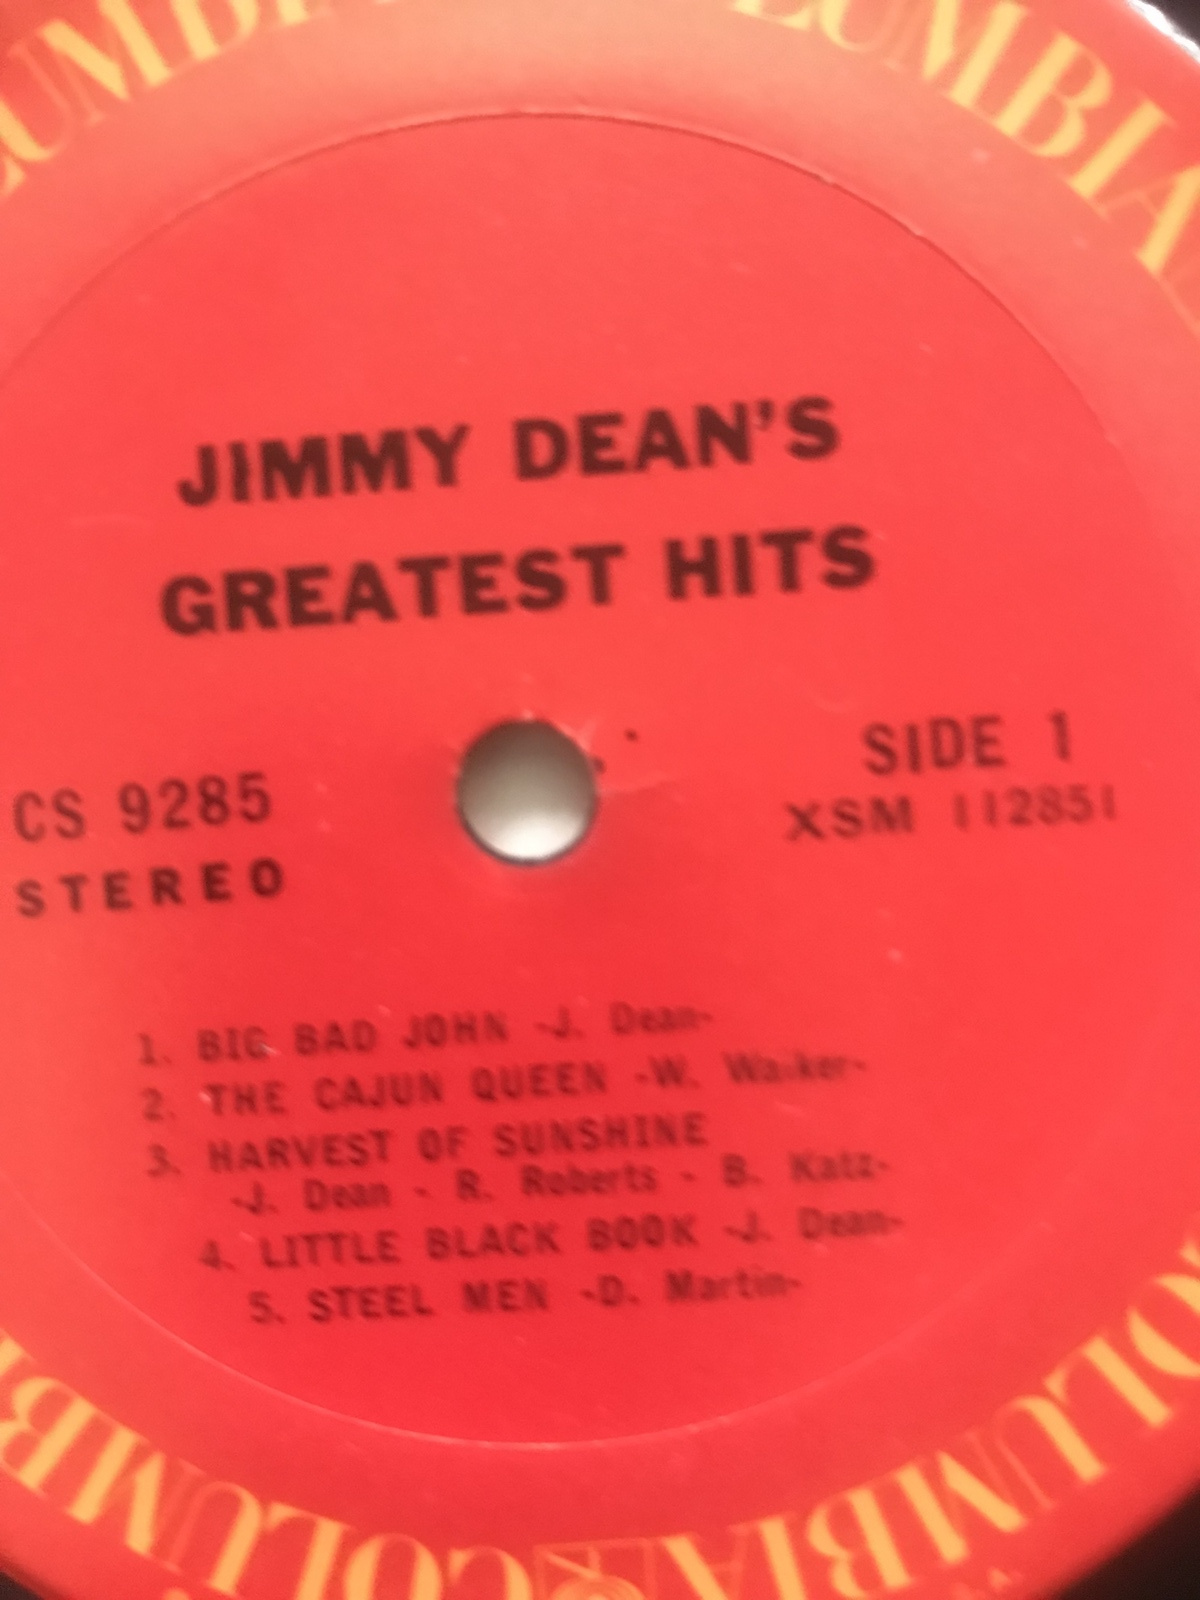 COLUMBIA
JIMMY DEAN'S
GREATEST HITS
CS 9285
STEREO
SIDE 1
XSM 112851
1. BIG BAD JOHN -J. Dean-
2. THE CAJUN QUEEN -W. Walker-
3. HARVEST OF SUNSHINE
-J. Dean - R. Roberts - B. Katz-
4. LITTLE BLACK BOOK -J. Dean-
5. STEEL MEN -D. Martin-
COLUMBIA
COLUMBIA